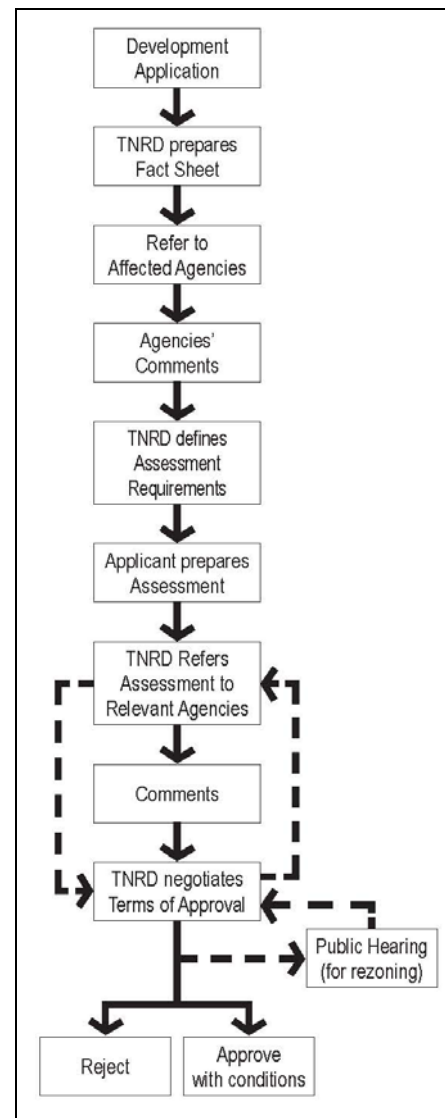 Development
Application
TNRD prepares
Fact Sheet
Refer to
Affected Agencies
Agencies'
Comments
TNRD defines
Assessment
Requirements
Applicant prepares
Assessment
TNRD Refers
Assessment to
Relevant Agencies
Comments
TNRD negotiates
Terms of Approval
Public Hearing
(for rezoning)
Reject
Approve
with conditions